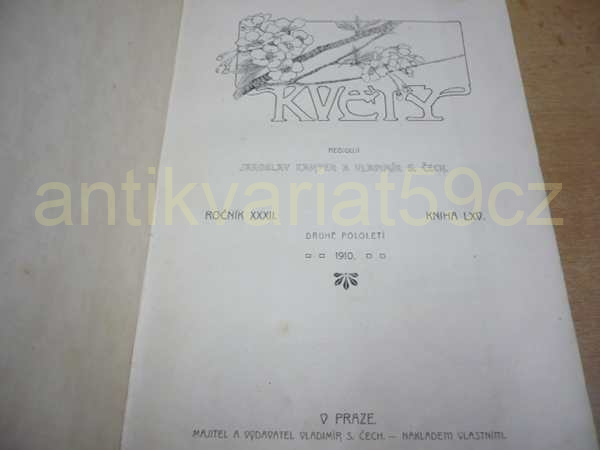 KVĚTY
REDIGUJÍ
JAROSLAV KAMPER A VLADIMÍR S. ČECH.
antikvariat59cz
ROČNÍK XXXII. KNIHA LXV.
DRUHÉ POLOLETÍ
1910.
V PRAZE.
MAJITEL A VYDAVATEL VLADIMÍR S. ČECH. — NAKLADEM VLASTNÍM.